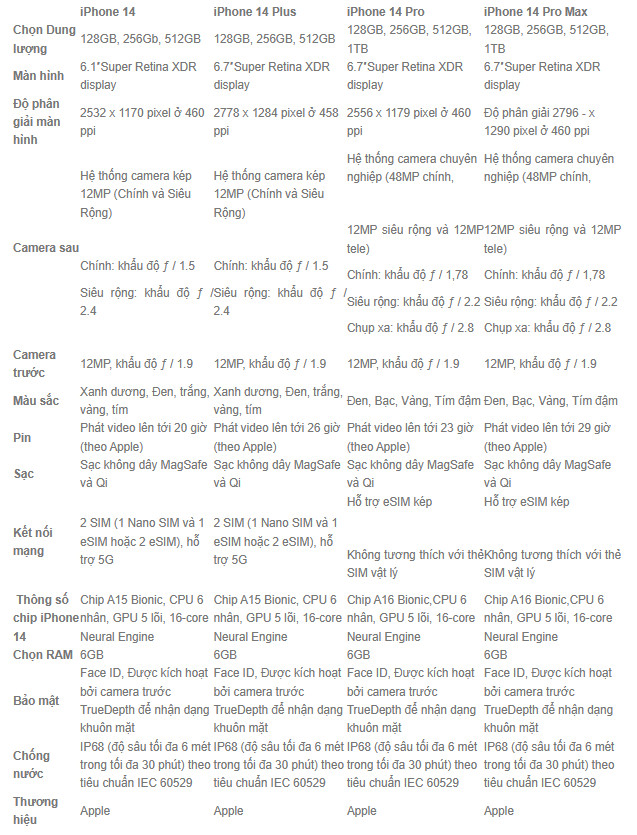 iPhone 14 iPhone 14 Plus iPhone 14 Pro iPhone 14 Pro Max
Chọn Dung lượng
128GB, 256Gb, 512GB
128GB, 256GB, 512GB
128GB, 256GB, 512GB,
1TB
128GB, 256GB, 512GB,
1TB
Màn hình
6.1"Super Retina XDR
display
6.7"Super Retina XDR
display
6.7"Super Retina XDR
display
6.7"Super Retina XDR
display
Độ phân
giải màn
hình
2532 x 1170 pixel ở 460
ppi
2778 x 1284 pixel ở 458
ppi
2556 x 1179 pixel ở 460
ppi
Độ phân giải 2796 - x
1290 pixel ở 460 ppi
Camera sau
Hệ thống camera kép
12MP (Chính và Siêu
Rộng)
Chính: khẩu độ ƒ / 1.5
Siêu rộng: khẩu độ ƒ /
2.4
Hệ thống camera kép
12MP (Chính và Siêu
Rộng)
Chính: khẩu độ ƒ / 1.5
Siêu rộng: khẩu độ ƒ /
2.4
Hệ thống camera chuyên
nghiệp (48MP chính,
12MP siêu rộng và 12MP
tele)
Chính: khẩu độ ƒ / 1,78
Siêu rộng: khẩu độ ƒ / 2.2
Chụp xa: khẩu độ ƒ / 2.8
Hệ thống camera chuyên
nghiệp (48MP chính,
12MP siêu rộng và 12MP
tele)
Chính: khẩu độ ƒ / 1,78
Siêu rộng: khẩu độ ƒ / 2.2
Chụp xa: khẩu độ ƒ / 2.8
Camera
trước
12MP, khẩu độ ƒ / 1.9
12MP, khẩu độ ƒ / 1.9
12MP, khẩu độ ƒ / 1.9
12MP, khẩu độ ƒ / 1.9
Màu sắc
Xanh dương, Đen, trắng,
vàng, tím
Xanh dương, Đen, trắng,
vàng, tím
Đen, Bạc, Vàng, Tím đậm
Đen, Bạc, Vàng, Tím đậm
Pin
Phát video lên tới 20 giờ
(theo Apple)
Phát video lên tới 26 giờ
(theo Apple)
Phát video lên tới 23 giờ
(theo Apple)
Phát video lên tới 29 giờ
(theo Apple)
Sạc
Sạc không dây MagSafe
và Qi
Sạc không dây MagSafe
và Qi
Sạc không dây MagSafe
và Qi
Sạc không dây MagSafe
và Qi
Kết nối
mạng
2 SIM (1 Nano SIM và 1
eSIM hoặc 2 eSIM), hỗ
trợ 5G
2 SIM (1 Nano SIM và 1
eSIM hoặc 2 eSIM), hỗ
trợ 5G
Hỗ trợ eSIM kép
Không tương thích với thẻ
SIM vật lý
Hỗ trợ eSIM kép
Không tương thích với thẻ
SIM vật lý
Thông số
chip iPhone
14
Chip A15 Bionic, CPU 6
nhân, GPU 5 lõi, 16-core
Neural Engine
Chip A15 Bionic, CPU 6
nhân, GPU 5 lõi, 16-core
Neural Engine
Chip A16 Bionic,CPU 6
nhân, GPU 5 lõi, 16-core
Neural Engine
Chip A16 Bionic,CPU 6
nhân, GPU 5 lõi, 16-core
Neural Engine
Chọn RAM 6GB 6GB 6GB 6GB
Bảo mật
Face ID, Được kích hoạt
bởi camera trước
TrueDepth để nhận dạng
khuôn mặt
Face ID, Được kích hoạt
bởi camera trước
TrueDepth để nhận dạng
khuôn mặt
Face ID, Được kích hoạt
bởi camera trước
TrueDepth để nhận dạng
khuôn mặt
Face ID, Được kích hoạt
bởi camera trước
TrueDepth để nhận dạng
khuôn mặt
Chống
nước
IP68 (độ sâu tối đa 6 mét
trong tối đa 30 phút) theo
tiêu chuẩn IEC 60529
IP68 (độ sâu tối đa 6 mét
trong tối đa 30 phút) theo
tiêu chuẩn IEC 60529
IP68 (độ sâu tối đa 6 mét
trong tối đa 30 phút) theo
tiêu chuẩn IEC 60529
IP68 (độ sâu tối đa 6 mét
trong tối đa 30 phút) theo
tiêu chuẩn IEC 60529
Thương
hiệu
Apple
Apple
Apple
Apple